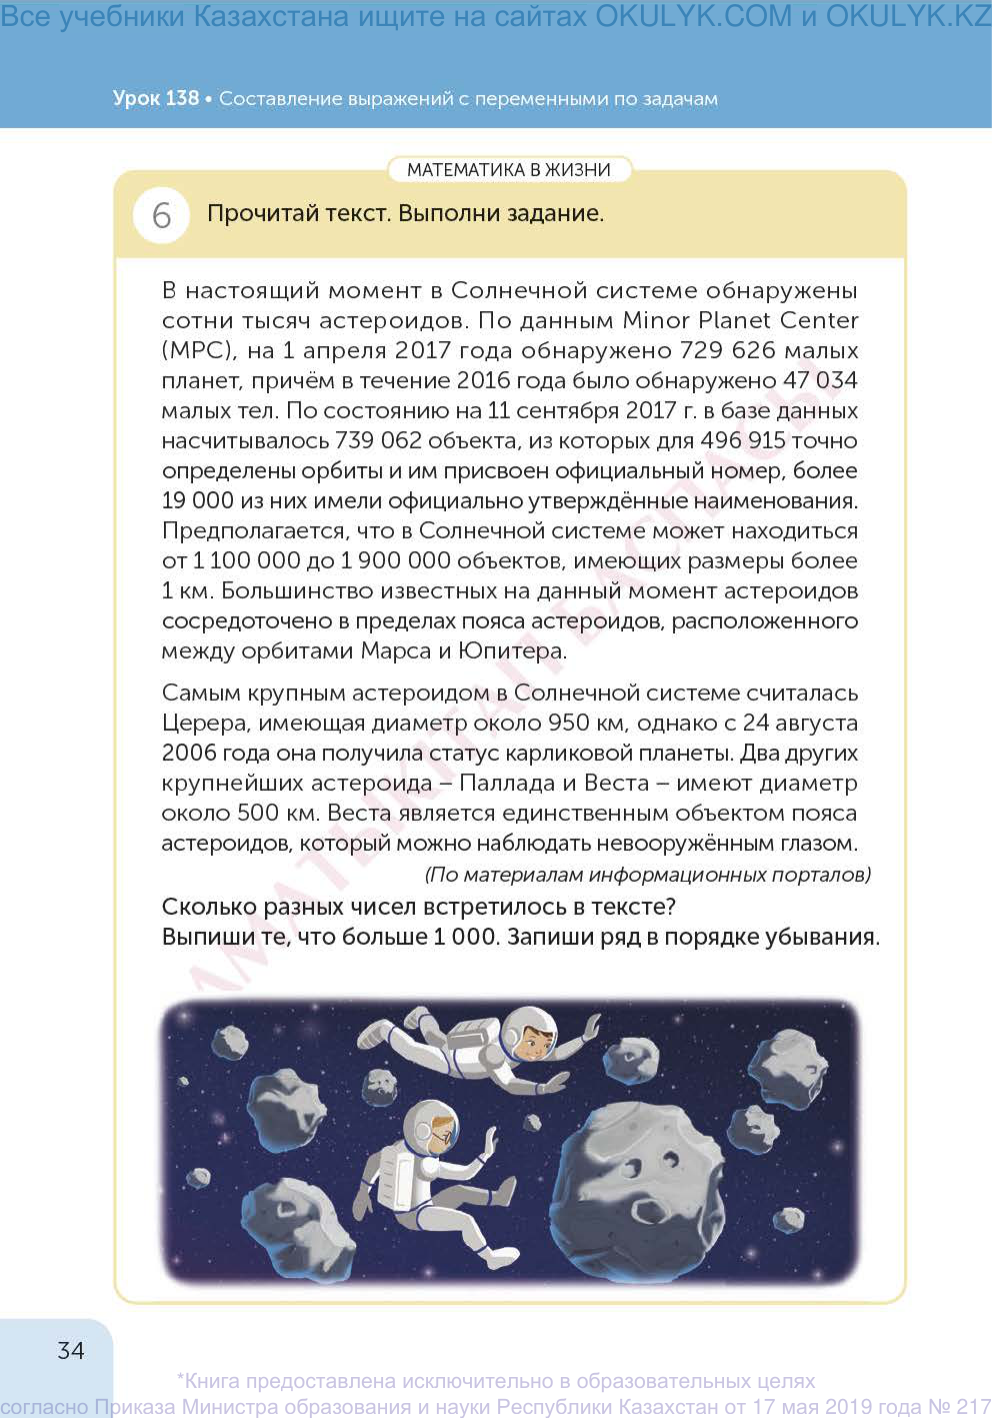 Все учебники Казахстана ищите на сайтах OKULYK.COM и OKULYK.KZ
Урок 138 • Составление выражений с переменными по задачам
МАТЕМАТИКА В ЖИЗНИ
6
Прочитай текст. Выполни задание.
В настоящий момент в Солнечной системе обнаружены
сотни тысяч астероидов. По данным Minor Planet Center
(MPC), на 1 апреля 2017 года обнаружено 729 626 малых
планет, причём в течение 2016 года было обнаружено 47 034
малых тел. По состоянию на 11 сентября 2017 г. в базе данных
насчитывалось 739 062 объекта, из которых для 496 915 точно
определены орбиты и им присвоен официальный номер, более
19 000 из них имели официально утверждённые наименования.
Предполагается, что в Солнечной системе может находиться
от 1 100 000 до 1 900 000 объектов, имеющих размеры более
1 км. Большинство известных на данный момент астероидов
сосредоточено в пределах пояса астероидов, расположенного
между орбитами Марса и Юпитера.
Самым крупным астероидом в Солнечной системе считалась
Церера, имеющая диаметр около 950 км, однако с 24 августа
2006 года она получила статус карликовой планеты. Два других
крупнейших астероида – Паллада и Веста – имеют диаметр
около 500 км. Веста является единственным объектом пояса
астероидов, который можно наблюдать невооружённым глазом.
(По материалам информационных порталов)
Сколько разных чисел встретилось в тексте?
Выпиши те, что больше 1 000. Запиши ряд в порядке убывания.
АЛМАТЫКІТАП БАСПАСЫ
34
*Книга предоставлена исключительно в образовательных целях
согласно Приказа Министра образования и науки Республики Казахстан от 17 мая 2019 года № 217